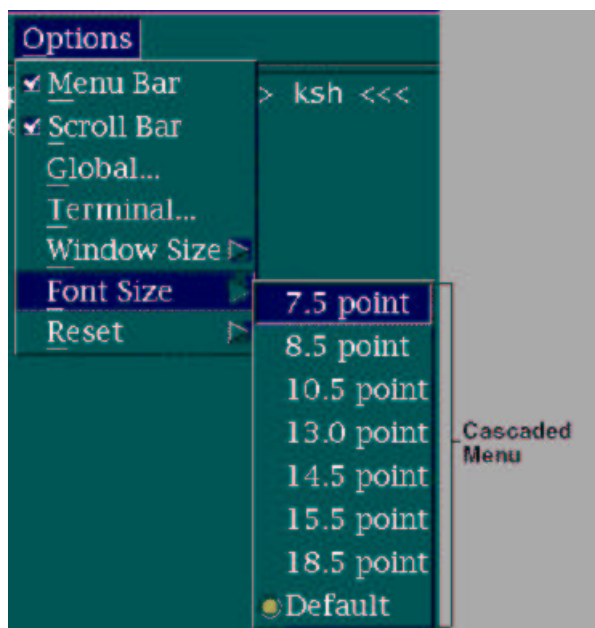 Options
Menu Bar
> ksh <<<
Scroll Bar
Global...
Terminal...
Window Size
Font Size
Reset
7.5 point
8.5 point
10.5 point
13.0 point
14.5 point
15.5 point
18.5 point
Default
Cascaded
Menu